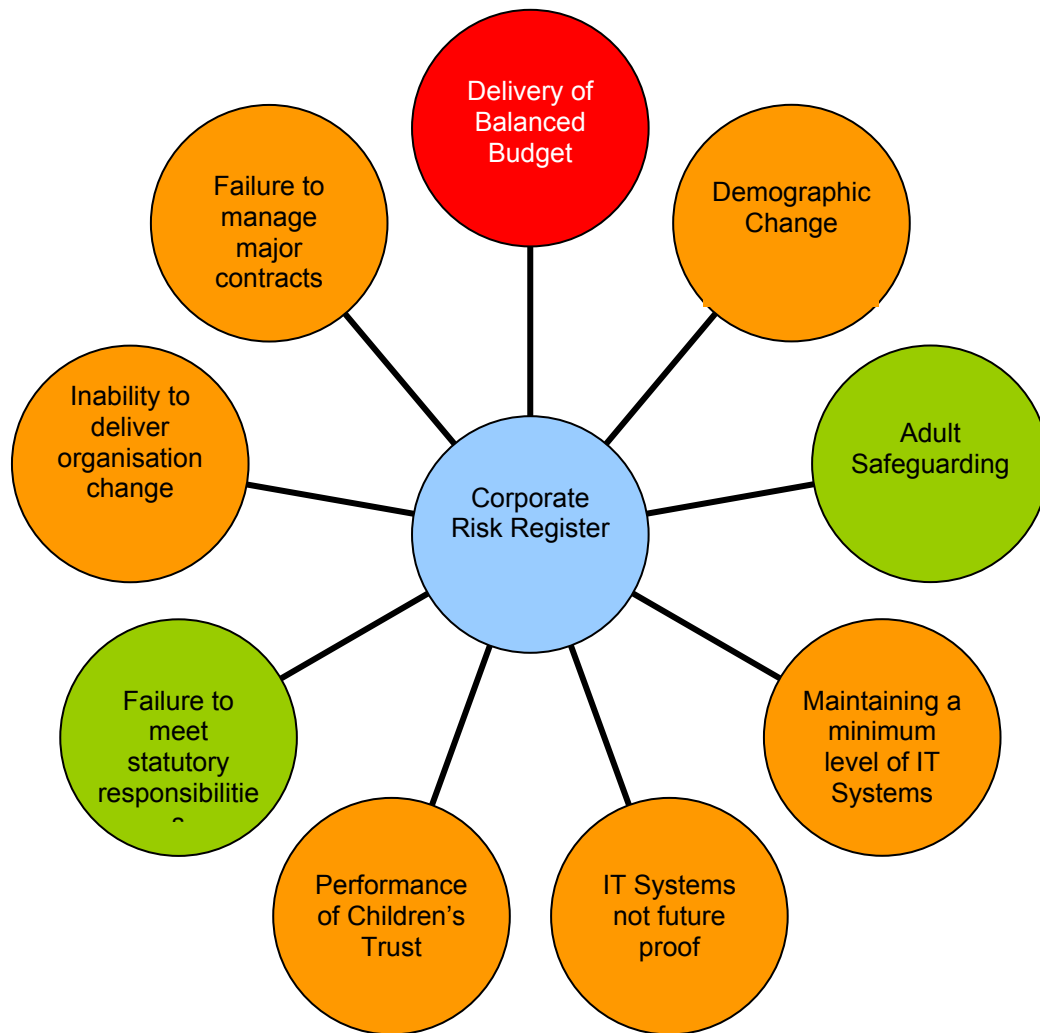 Delivery of
Balanced
Budget
Demographic
Change
Adult
Safeguarding
Maintaining a
minimum
level of IT
Systems
IT Systems
not future
proof
Performance
of Children’s
Trust
Failure to
meet
statutory
responsibilitie
s
Inability to
deliver
organisation
change
Failure to
manage
major
contracts
Corporate
Risk Register